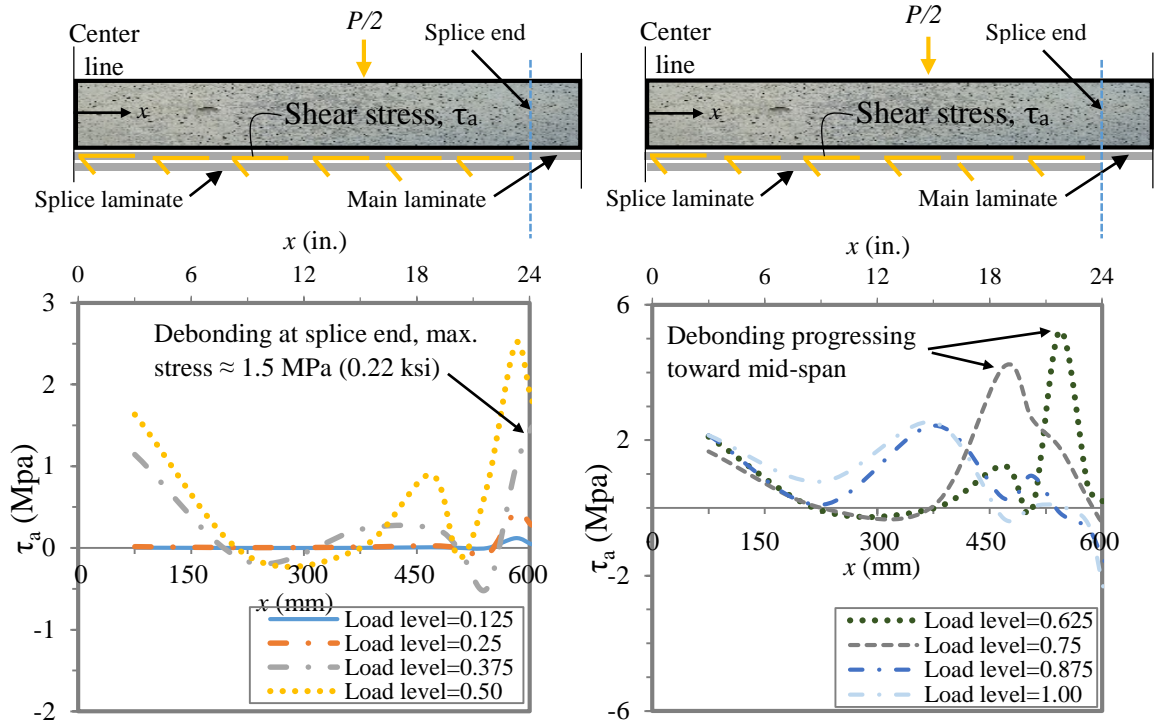 Center
line
P/2
Splice end
x
Shear stress, τa
Splice laminate
Main laminate
x (in.)
0 6 12 18 24
3
2
1
0
-1
-2
τa (Mpa)
Debonding at splice end, max.
stress ≈ 1.5 MPa (0.22 ksi)
0 150 300 450 600
x (mm)
Load level=0.125
Load level=0.25
Load level=0.375
Load level=0.50
Center
line
P/2
Splice end
x
Shear stress, τa
Splice laminate
Main laminate
x (in.)
0 6 12 18 24
6
2
-2
-6
τa (Mpa)
Debonding progressing
toward mid-span
0 150 300 450 600
x (mm)
Load level=0.625
Load level=0.75
Load level=0.875
Load level=1.00